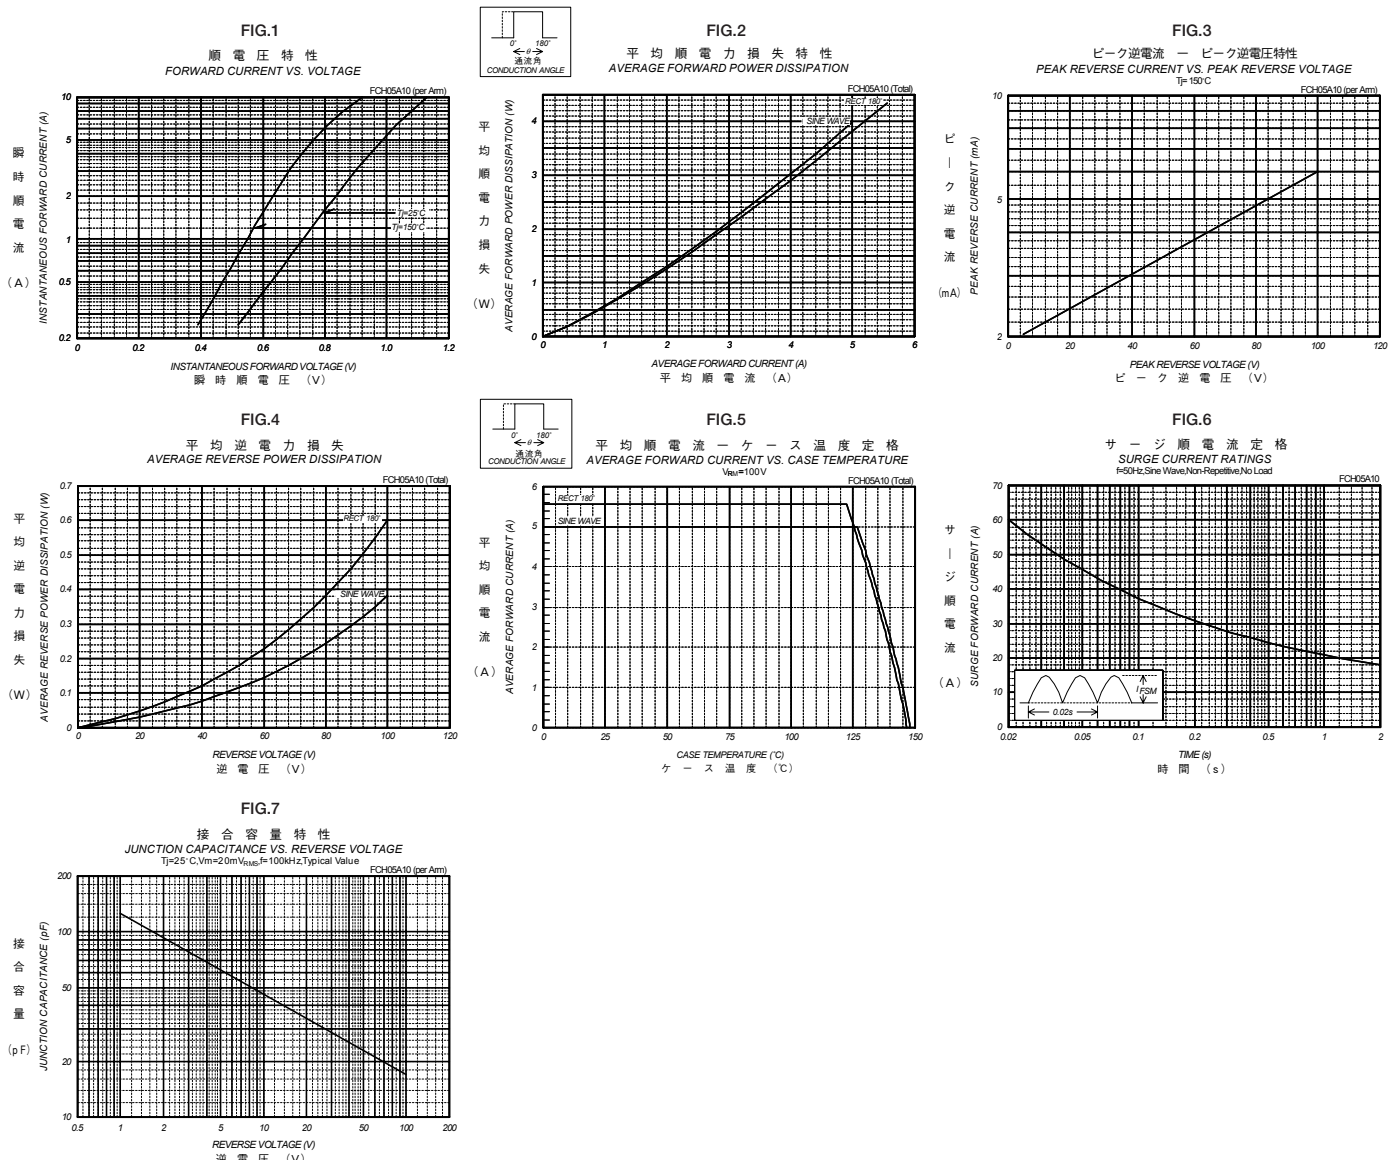 FIG.1
順電圧特性
FORWARD CURRENT VS. VOLTAGE
FCH05A10 (per Arm)
瞬時順電流 (A)
INSTANTANEOUS FORWARD CURRENT (A)
10
5
2
1
0.5
0.2
Tj=25°C
Tj=150°C
0 0.2 0.4 0.6 0.8 1.0 1.2
INSTANTANEOUS FORWARD VOLTAGE (V)
瞬時順電圧 (V)
0° 180°
θ
通流角
CONDUCTION ANGLE
FIG.2
平均順電力損失特性
AVERAGE FORWARD POWER DISSIPATION
FCH05A10 (Total)
平均順電力損失 (W)
AVERAGE FORWARD POWER DISSIPATION (W)
RECT 180°
SINE WAVE
4
3
2
1
0
0 1 2 3 4 5 6
AVERAGE FORWARD CURRENT (A)
平均順電流 (A)
FIG.3
ピーク逆電流 ー ピーク逆電圧特性
PEAK REVERSE CURRENT VS. PEAK REVERSE VOLTAGE
Tj= 150°C
FCH05A10 (per Arm)
ピーク逆電流 (mA)
PEAK REVERSE CURRENT (mA)
10
5
2
0 20 40 60 80 100 120
PEAK REVERSE VOLTAGE (V)
ピーク逆電圧 (V)
FIG.4
平均逆電力損失
AVERAGE REVERSE POWER DISSIPATION
FCH05A10 (Total)
平均逆電力損失 (W)
AVERAGE REVERSE POWER DISSIPATION (W)
0.7
0.6
0.5
0.4
0.3
0.2
0.1
0
RECT 180°
SINE WAVE
0 20 40 60 80 100 120
REVERSE VOLTAGE (V)
逆電圧 (V)
0° 180°
θ
通流角
CONDUCTION ANGLE
FIG.5
平均順電流ーケース温度定格
AVERAGE FORWARD CURRENT VS. CASE TEMPERATURE
VRM=100V
FCH05A10 (Total)
平均順電流 (A)
AVERAGE FORWARD CURRENT (A)
RECT 180°
SINE WAVE
6
5
4
3
2
1
0
0 25 50 75 100 125 150
CASE TEMPERATURE (°C)
ケース温度 (℃)
FIG.6
サージ順電流定格
SURGE CURRENT RATINGS
f=50Hz,Sine Wave,Non-Repetitive,No Load
FCH05A10
サージ順電流 (A)
SURGE FORWARD CURRENT (A)
70
60
50
40
30
20
10
0
IFSM
0.02s
0.02 0.05 0.1 0.2 0.5 1 2
TIME (s)
時間 (s)
FIG.7
接合容量特性
JUNCTION CAPACITANCE VS. REVERSE VOLTAGE
Tj=25°C,Vm=20mVRMS,f=100kHz,Typical Value
FCH05A10 (per Arm)
接合容量 (pF)
JUNCTION CAPACITANCE (pF)
200
100
50
20
10
0.5 1 2 5 10 20 50 100 200
REVERSE VOLTAGE (V)
逆電圧 (V)